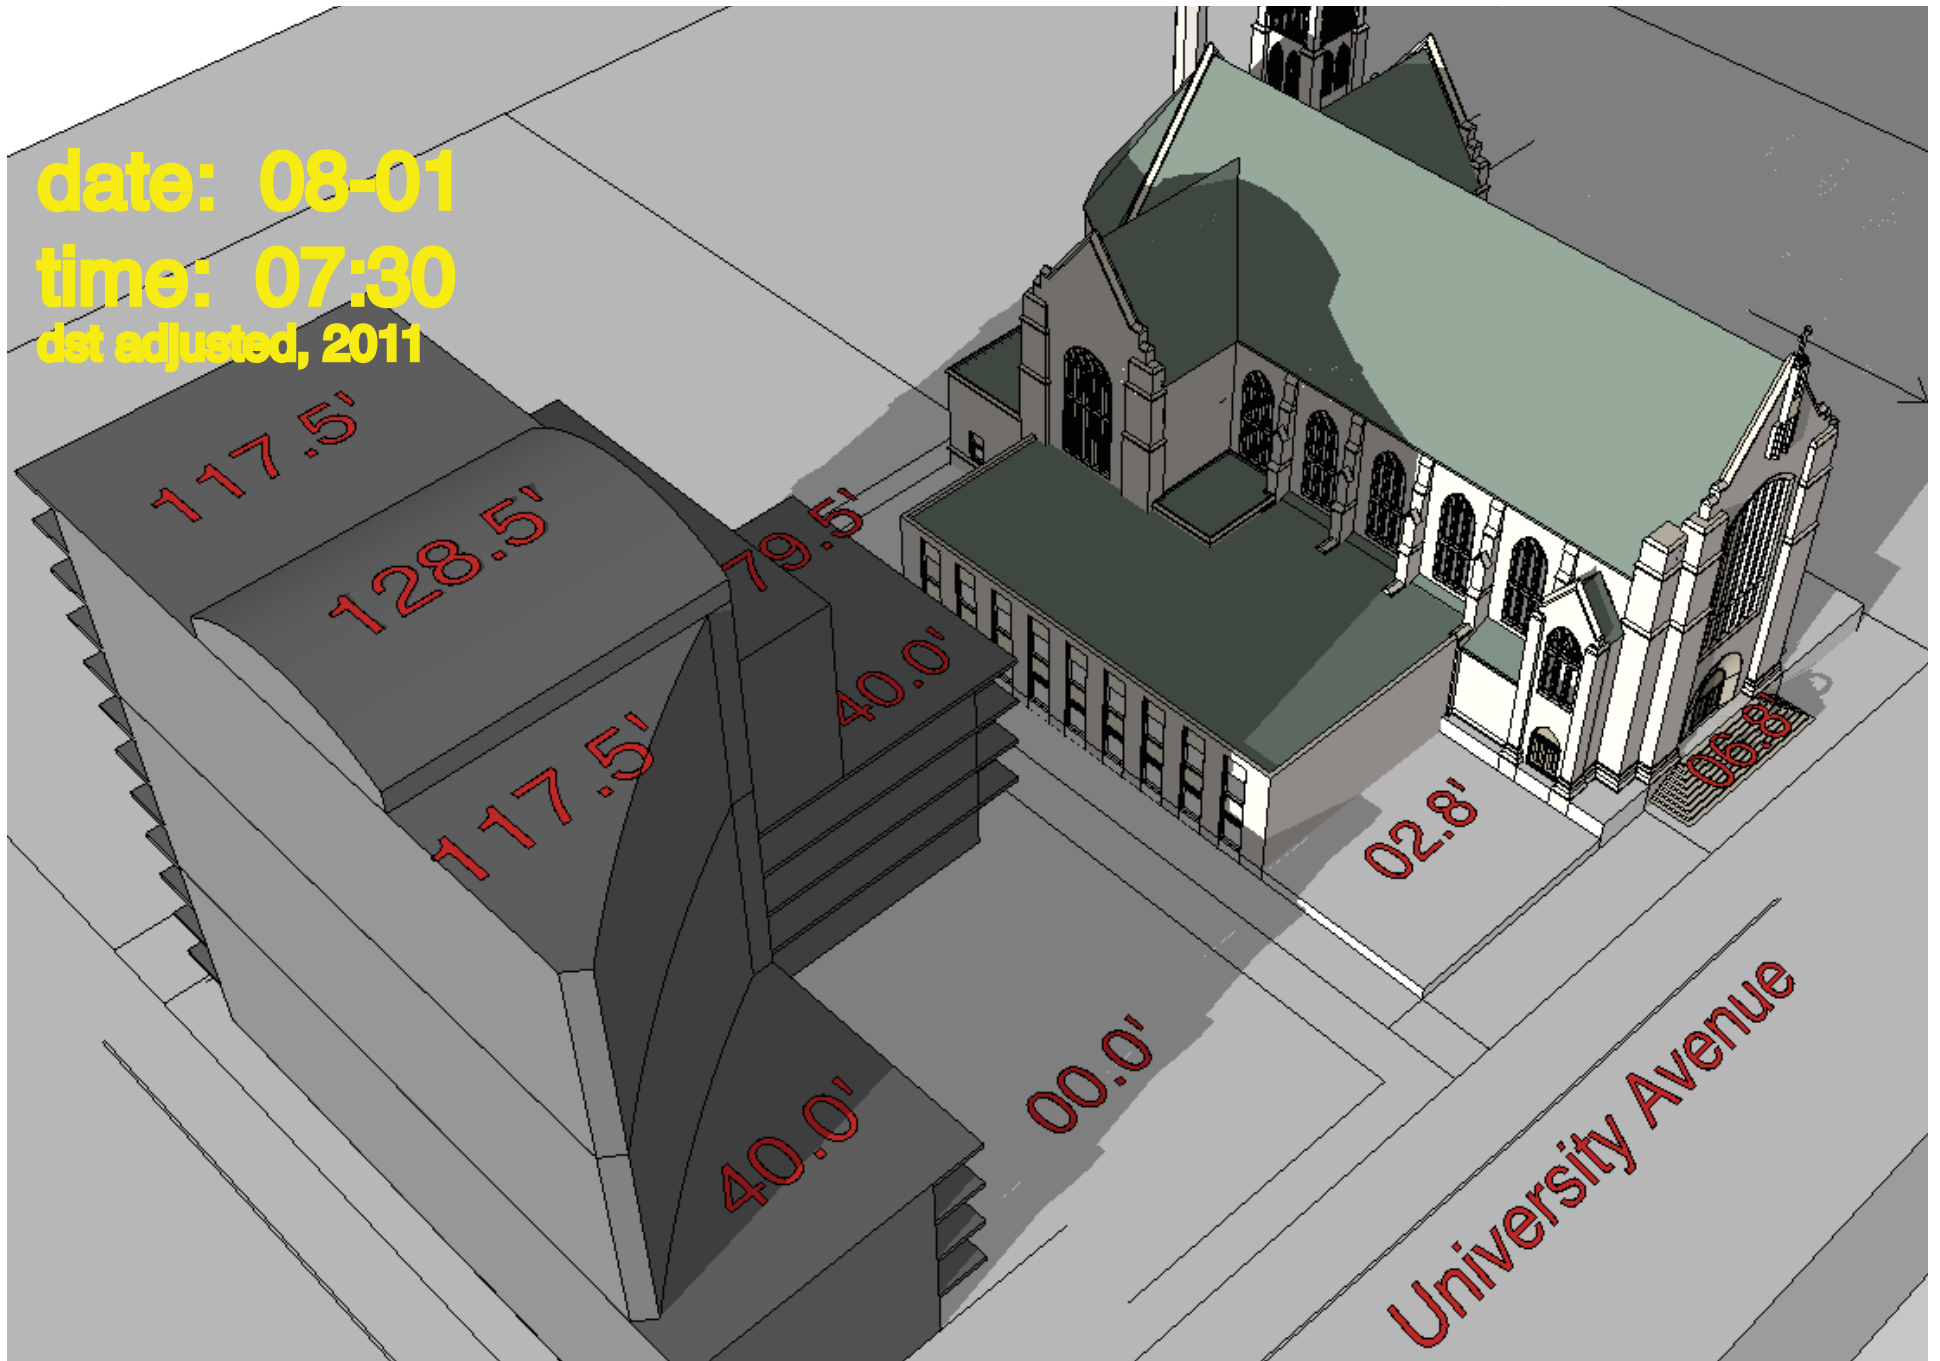 date: 08-01
time: 07:30
dst adjusted, 2011
117.5'
128.5'
79.5'
40.0'
117.5'
06.8'
02.8'
00.0'
40.0'
University Avenue